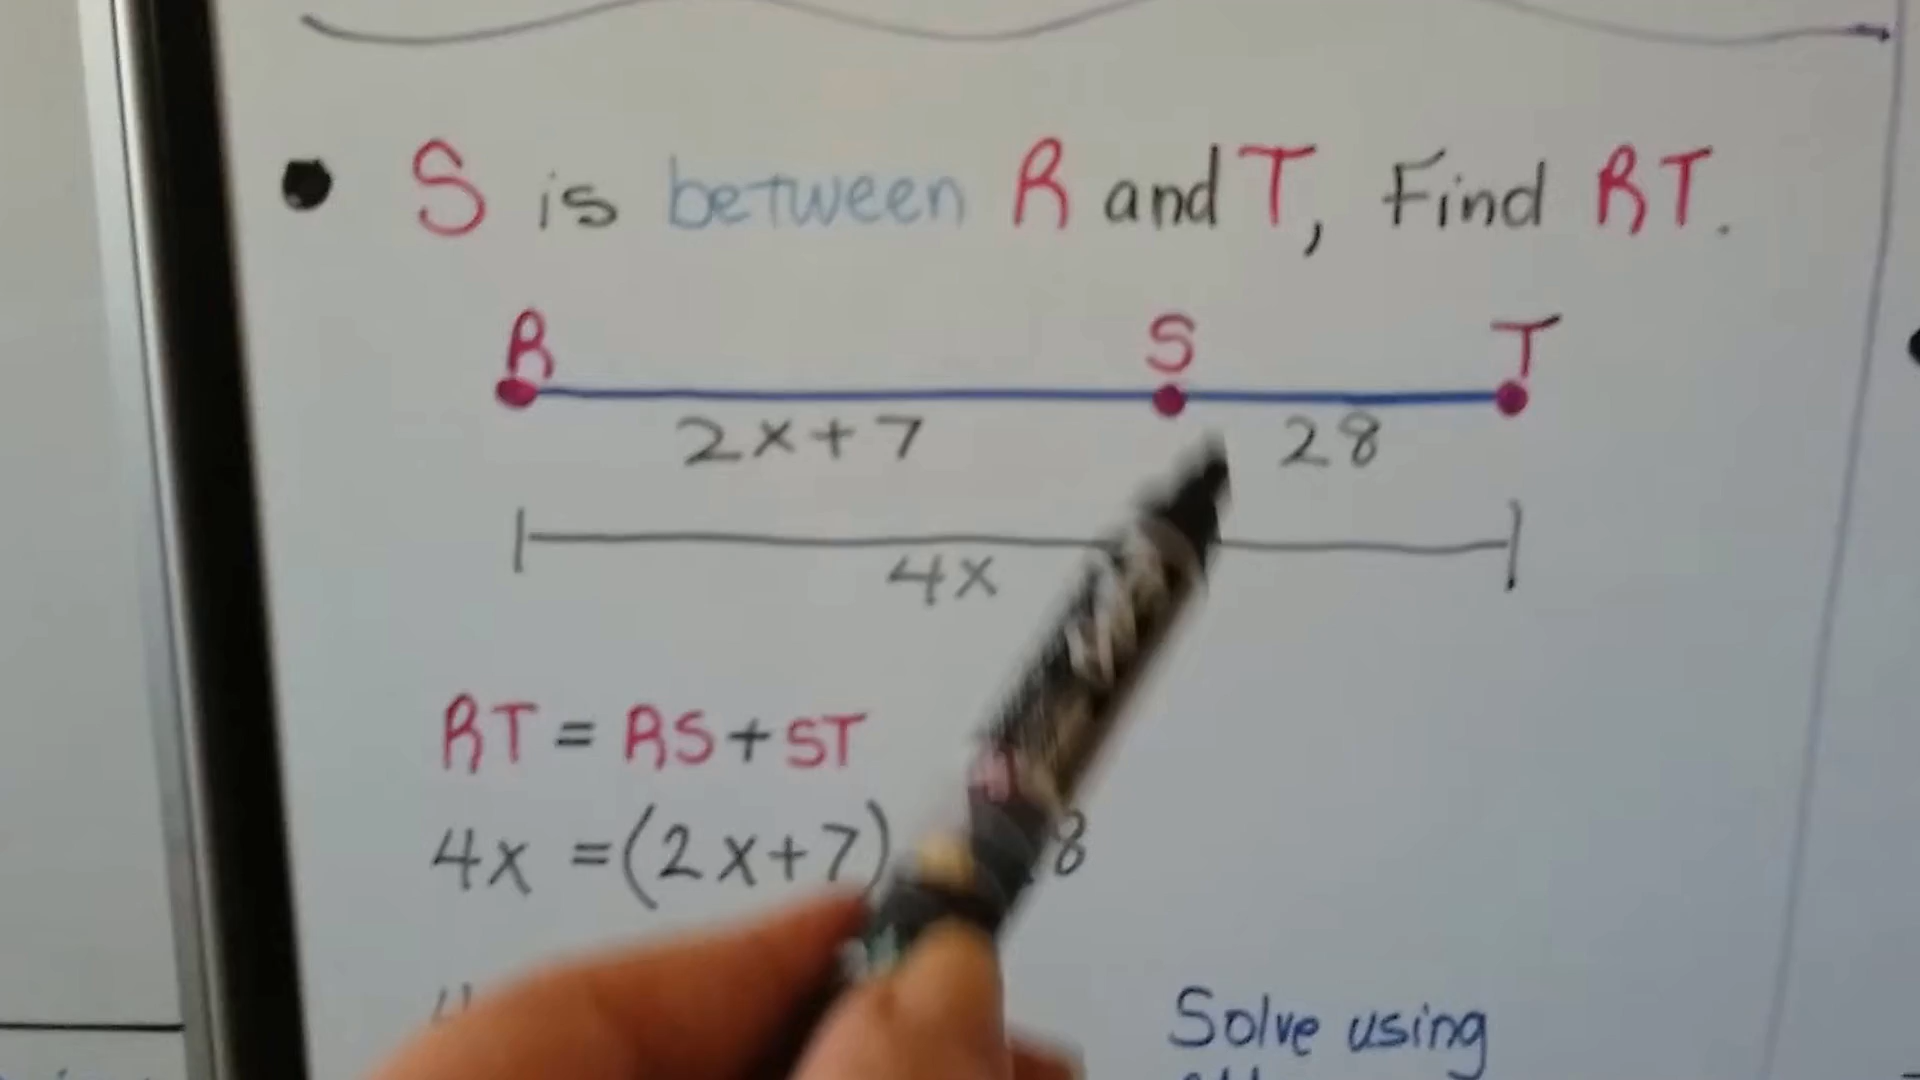 S is between R and T, Find RT.
R S T
2x+7 28
4x
RT = RS + ST
4x = (2x+7) 8
Solve using